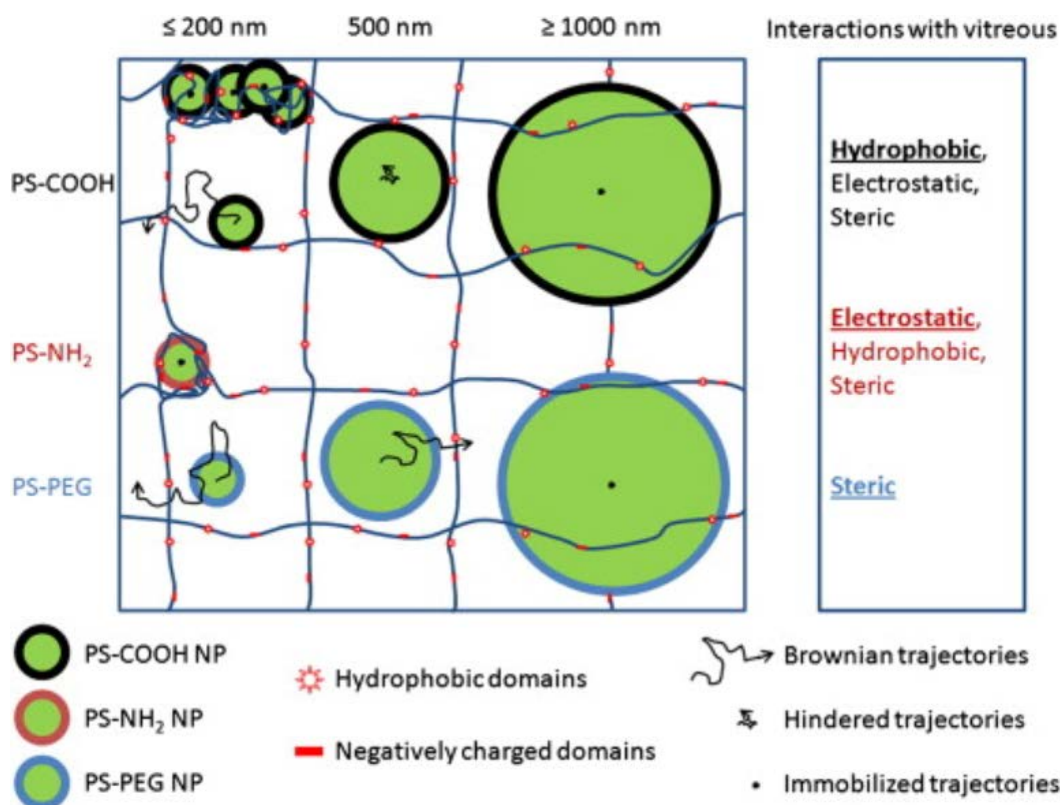 ≤ 200 nm 500 nm ≥ 1000 nm Interactions with vitreous
PS-COOH
Hydrophobic,
Electrostatic,
Steric
PS-NH₂
Electrostatic,
Hydrophobic,
Steric
PS-PEG
Steric
PS-COOH NP
PS-NH₂ NP
PS-PEG NP
Hydrophobic domains
Negatively charged domains
Brownian trajectories
Hindered trajectories
Immobilized trajectories